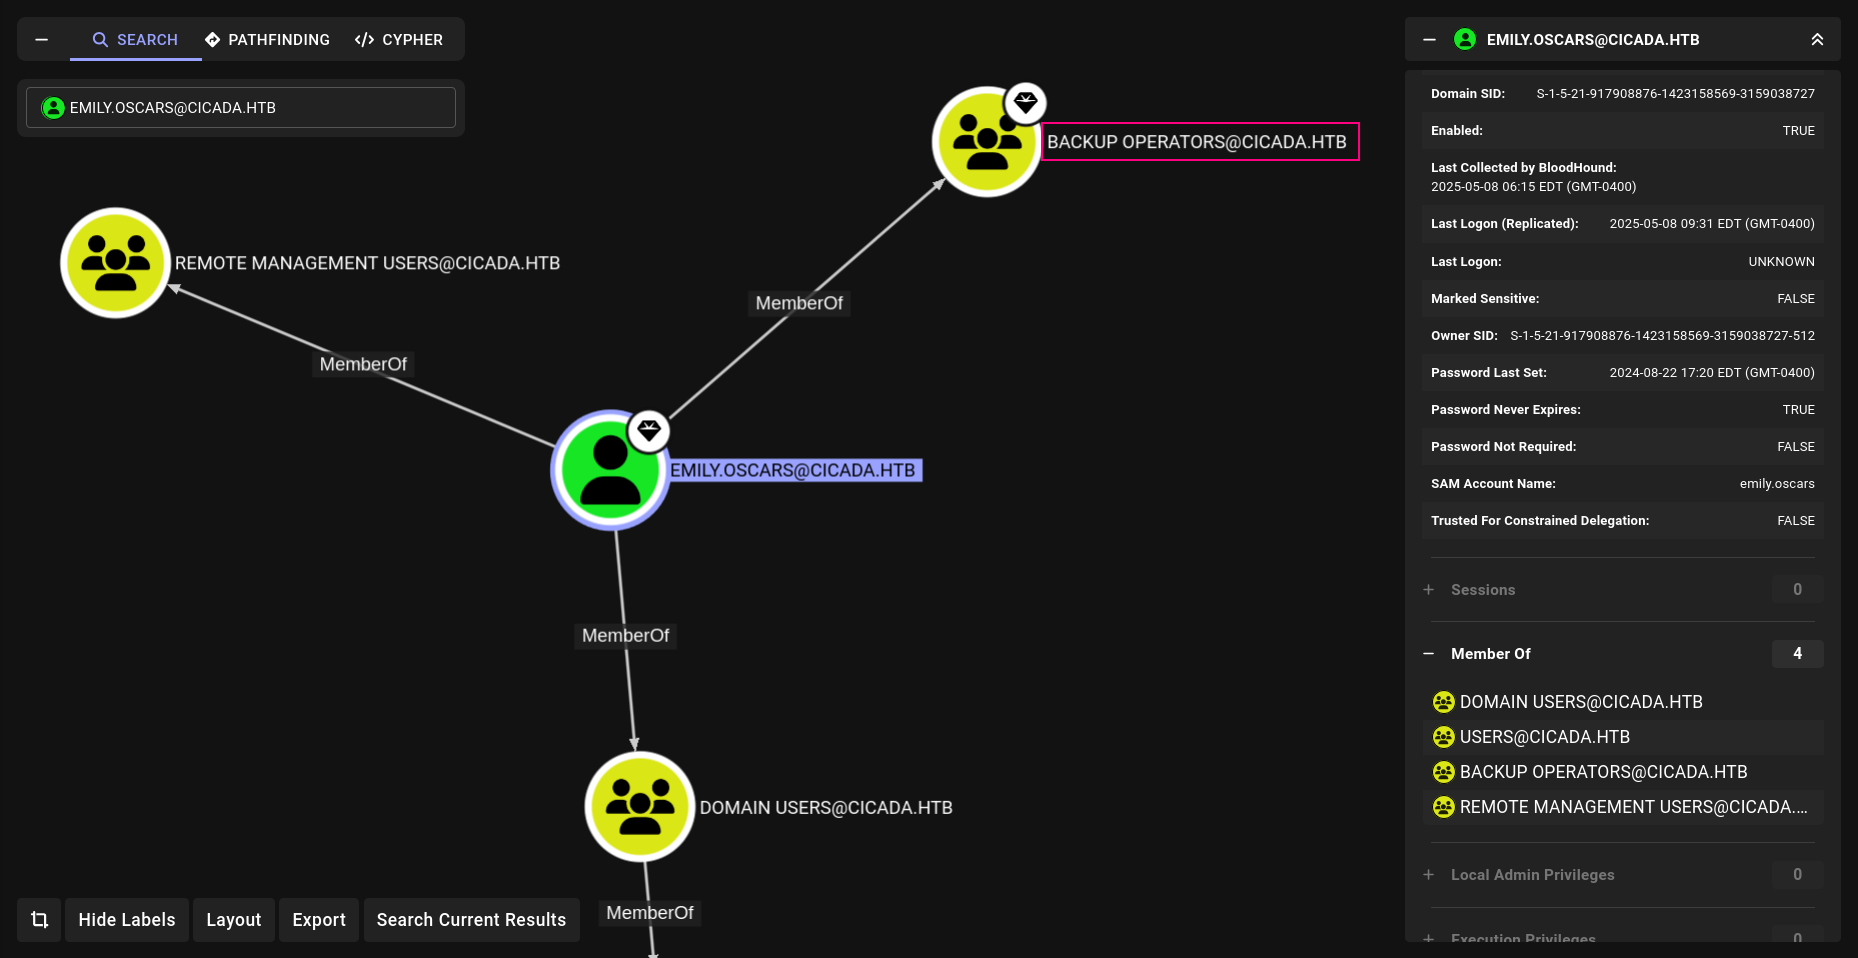 SEARCH
PATHFINDING
CYPHER
EMILY.OSCARS@CICADA.HTB
BACKUP OPERATORS@CICADA.HTB
REMOTE MANAGEMENT USERS@CICADA.HTB
MemberOf
MemberOf
EMILY.OSCARS@CICADA.HTB
MemberOf
DOMAIN USERS@CICADA.HTB
MemberOf
Hide Labels
Layout
Export
Search Current Results
EMILY.OSCARS@CICADA.HTB
Domain SID: S-1-5-21-917908876-1423158569-3159038727
Enabled: TRUE
Last Collected by BloodHound:
2025-05-08 06:15 EDT (GMT-0400)
Last Logon (Replicated): 2025-05-08 09:31 EDT (GMT-0400)
Last Logon: UNKNOWN
Marked Sensitive: FALSE
Owner SID: S-1-5-21-917908876-1423158569-3159038727-512
Password Last Set: 2024-08-22 17:20 EDT (GMT-0400)
Password Never Expires: TRUE
Password Not Required: FALSE
SAM Account Name: emily.oscars
Trusted For Constrained Delegation: FALSE
Sessions 0
Member Of 4
DOMAIN USERS@CICADA.HTB
USERS@CICADA.HTB
BACKUP OPERATORS@CICADA.HTB
REMOTE MANAGEMENT USERS@CICADA....
Local Admin Privileges 0
Execution Privileges 0